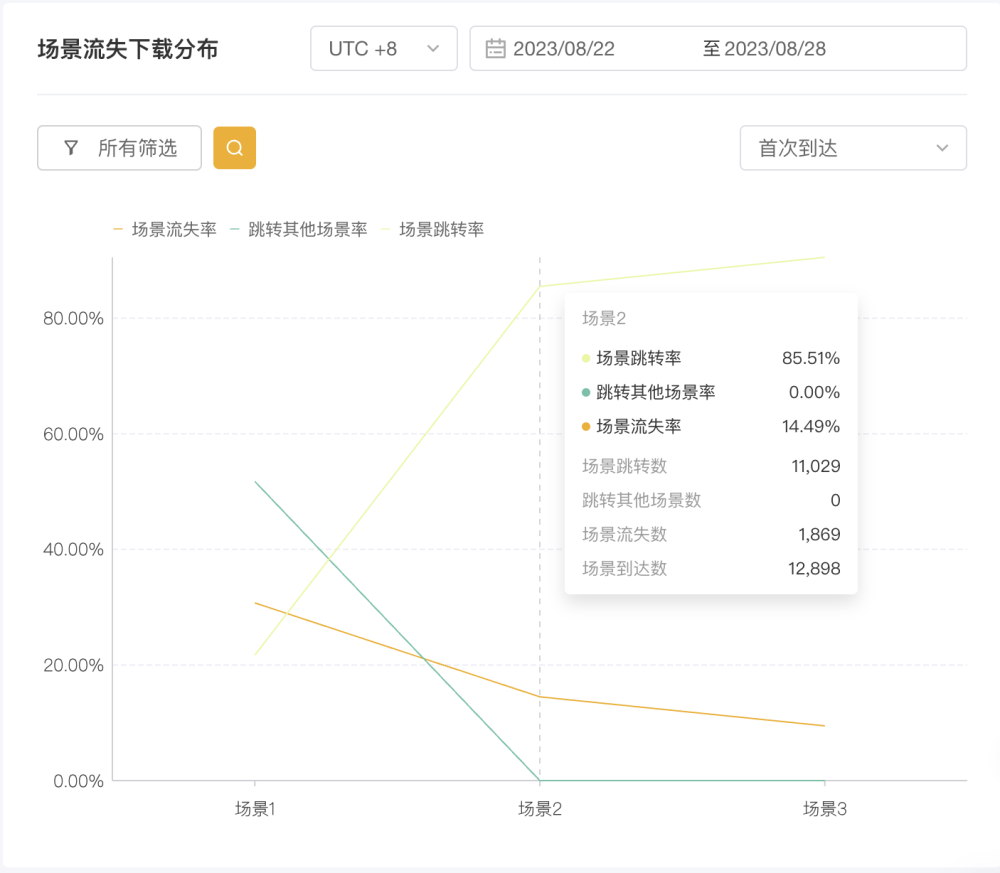 场景流失下载分布 UTC +8 2023/08/22 至 2023/08/28
所有筛选 首次到达
场景流失率 跳转其他场景率 场景跳转率
80.00%
60.00%
40.00%
20.00%
0.00%
场景1 场景2 场景3
场景2
场景跳转率 85.51%
跳转其他场景率 0.00%
场景流失率 14.49%
场景跳转数 11,029
跳转其他场景数 0
场景流失数 1,869
场景到达数 12,898